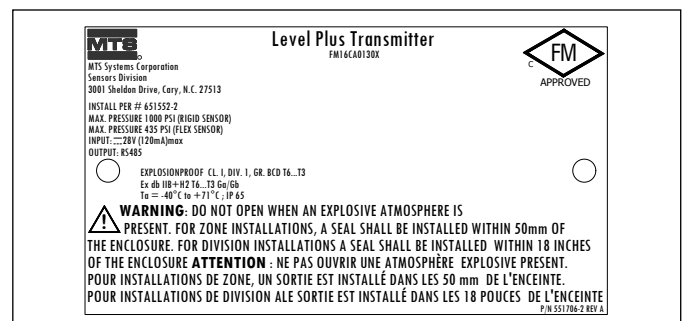 MTS
Level Plus Transmitter
FM16CA0130X
C FM
APPROVED
MTS Systems Corporation
Sensors Division
3001 Sheldon Drive, Cary, N.C. 27513
INSTALL PER # 651552-2
MAX. PRESSURE 1000 PSI (RIGID SENSOR)
MAX. PRESSURE 435 PSI (FLEX SENSOR)
INPUT: ⎓28V (120mA)max
OUTPUT: RS485
EXPLOSIONPROOF CL. I, DIV. 1, GR. BCD T6...T3
Ex db IIB+H2 T6...T3 Ga/Gb
Ta = -40°C to +71°C ; IP 65
WARNING: DO NOT OPEN WHEN AN EXPLOSIVE ATMOSPHERE IS
PRESENT. FOR ZONE INSTALLATIONS, A SEAL SHALL BE INSTALLED WITHIN 50mm OF
THE ENCLOSURE. FOR DIVISION INSTALLATIONS A SEAL SHALL BE INSTALLED WITHIN 18 INCHES
OF THE ENCLOSURE ATTENTION : NE PAS OUVRIR UNE ATMOSPHÈRE EXPLOSIVE PRESENT.
POUR INSTALLATIONS DE ZONE, UN SORTIE EST INSTALLÉ DANS LES 50 mm DE L'ENCEINTE.
POUR INSTALLATIONS DE DIVISION ALE SORTIE EST INSTALLÉ DANS LES 18 POUCES DE L'ENCEINTE
P/N 551706-2 REV A